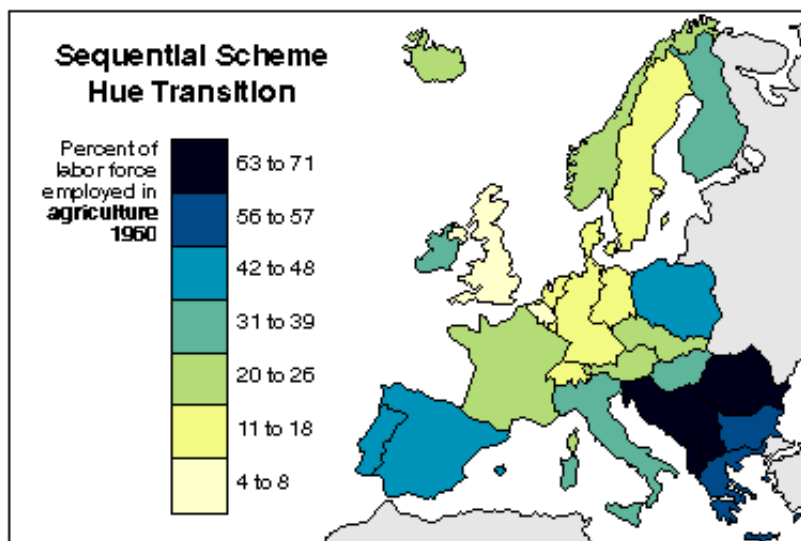 Sequential Scheme
Hue Transition
Percent of
labor force
employed in
agriculture
1960
63 to 71
56 to 57
42 to 48
31 to 39
20 to 26
11 to 18
4 to 8